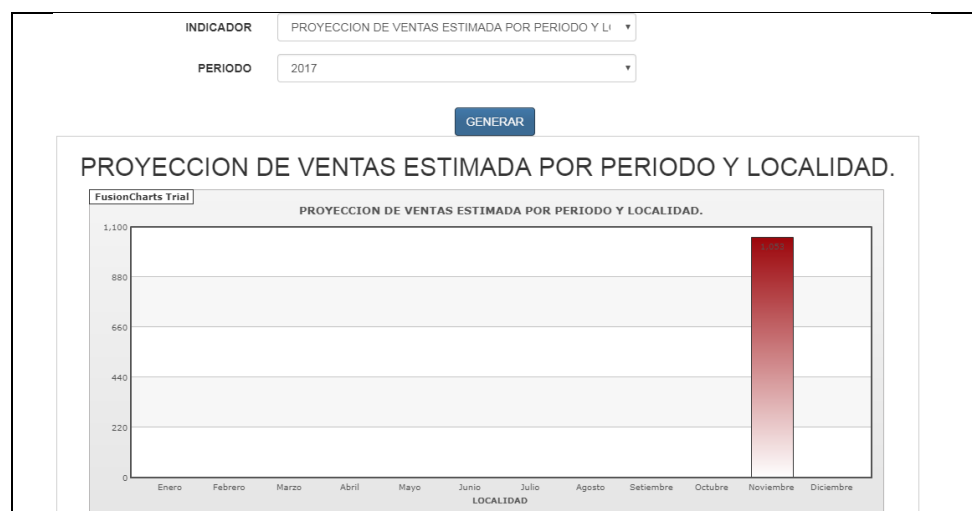 INDICADOR PROYECCION DE VENTAS ESTIMADA POR PERIODO Y L
PERIODO 2017
GENERAR
PROYECCION DE VENTAS ESTIMADA POR PERIODO Y LOCALIDAD.
FusionCharts Trial
PROYECCION DE VENTAS ESTIMADA POR PERIODO Y LOCALIDAD.
1,100
880
660
440
220
0
Enero Febrero Marzo Abril Mayo Junio Julio Agosto Setiembre Octubre Noviembre Diciembre
LOCALIDAD